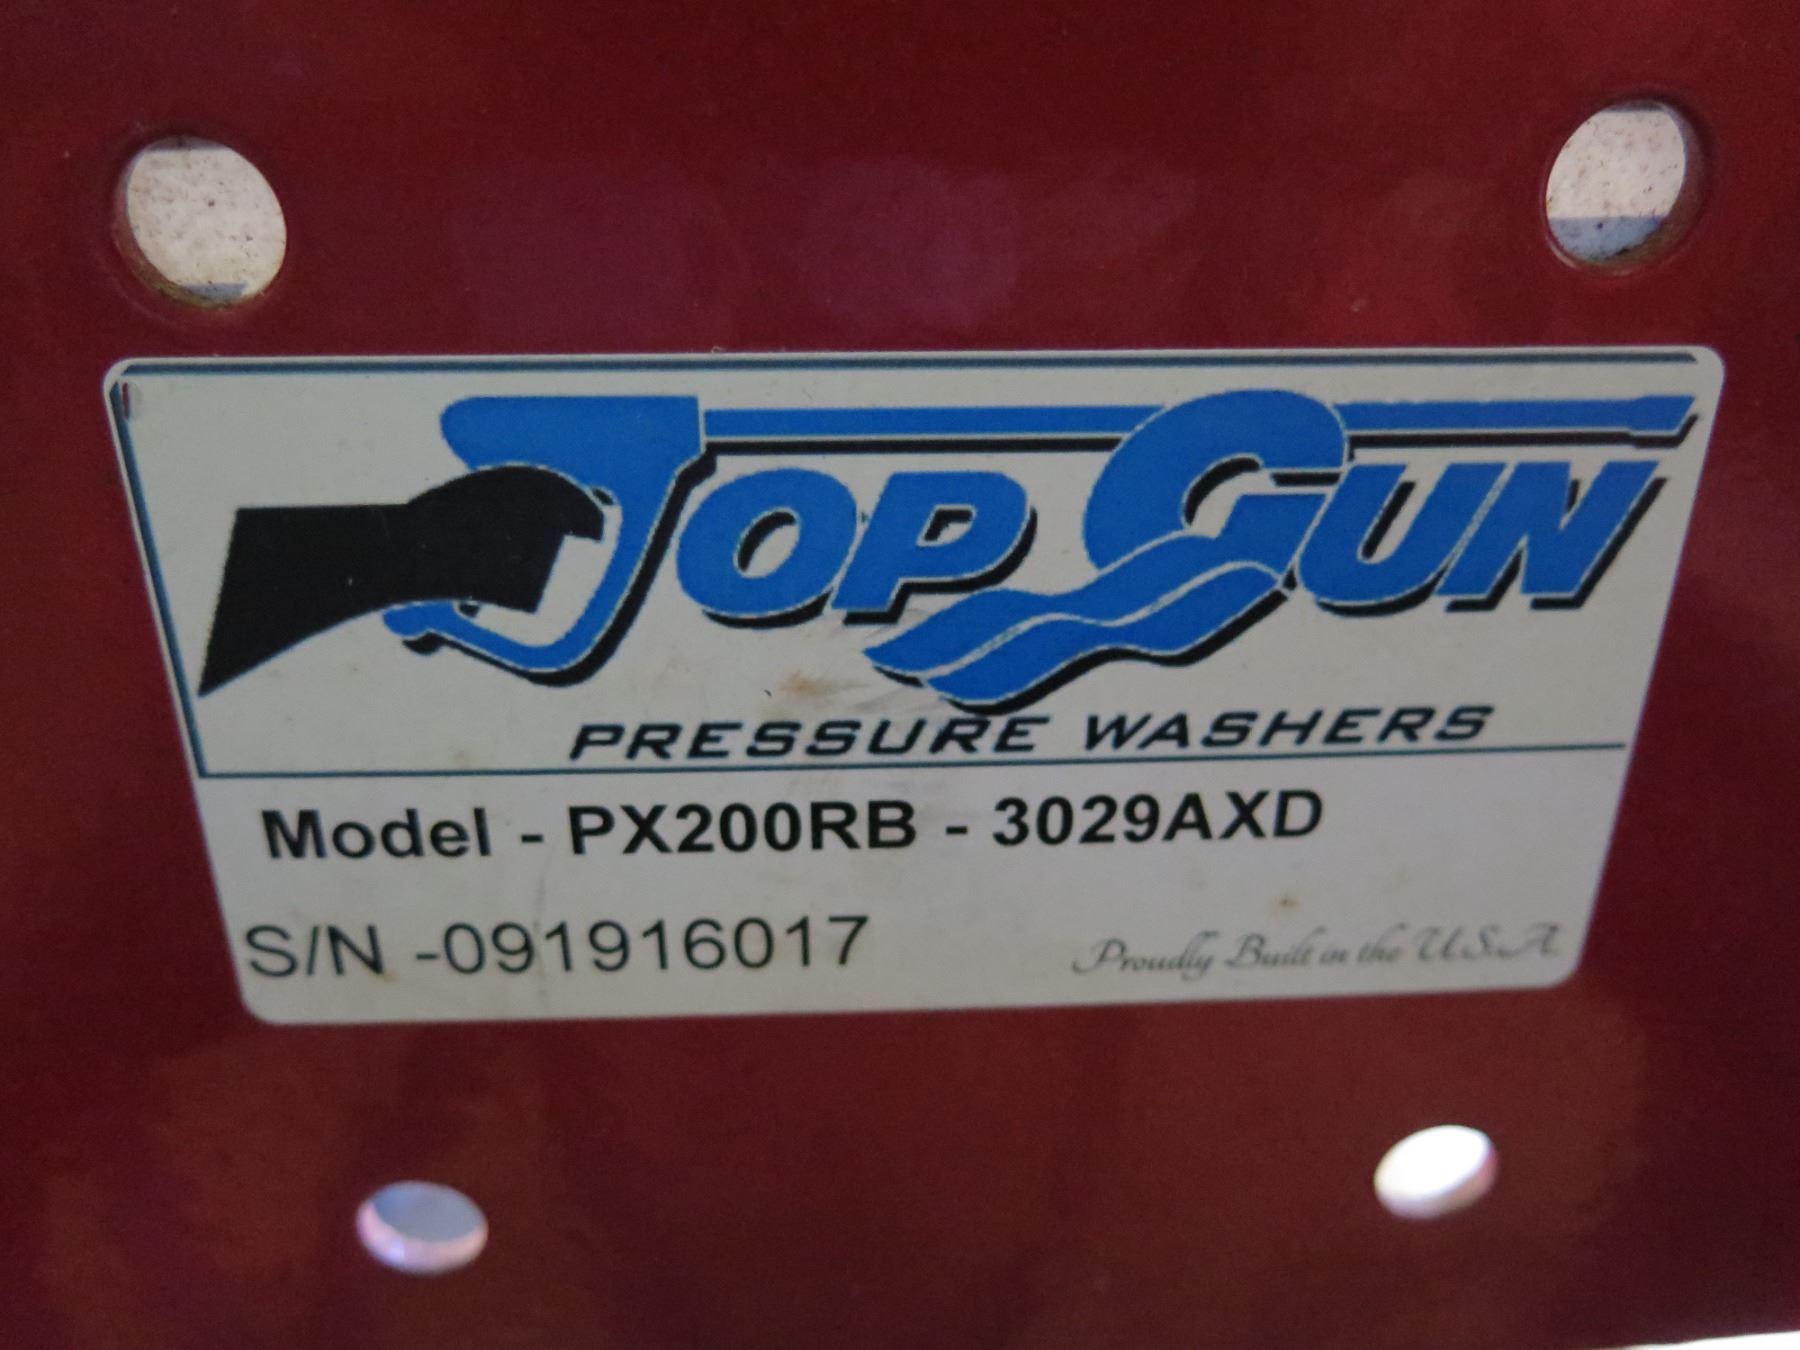 TOP GUN
PRESSURE WASHERS
Model - PX200RB - 3029AXD
S/N -091916017
Proudly Built in the U.S.A.